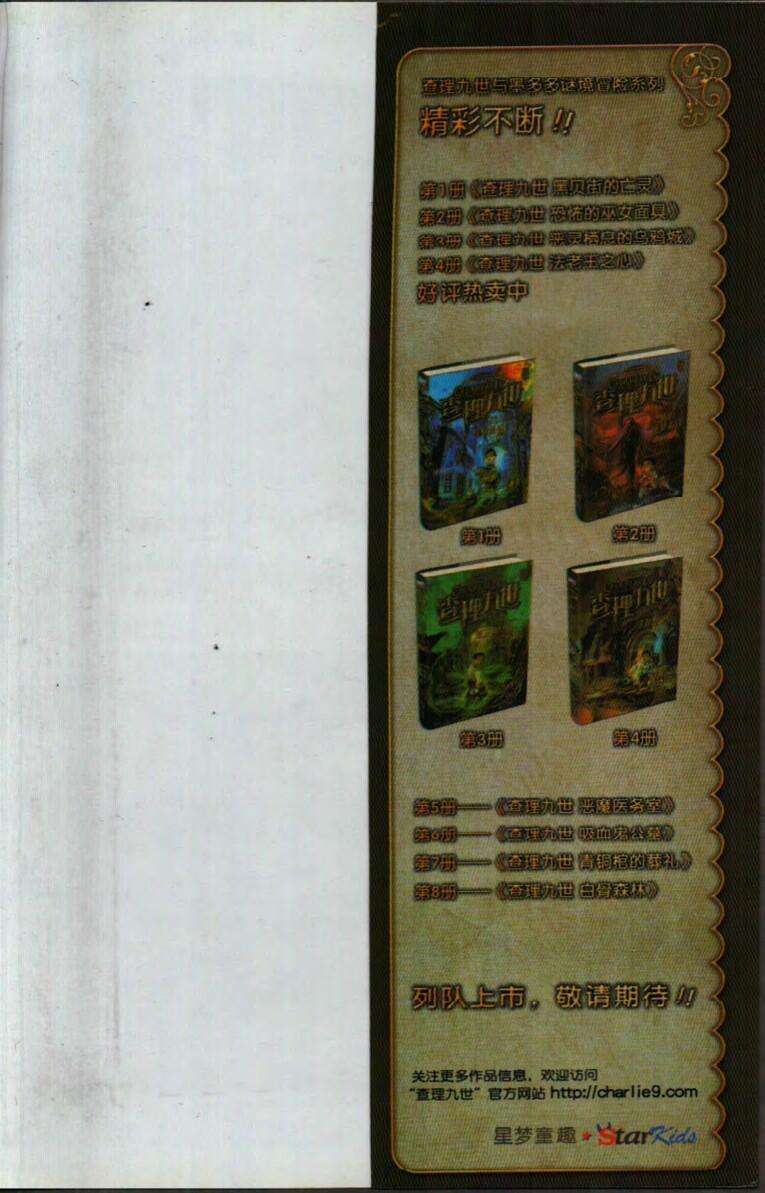 查理九世与墨多多谜境冒险系列
精彩不断!!
第1册《查理九世 黑贝街的亡灵》
第2册《查理九世 恐怖的巫女面具》
第3册《查理九世 恶灵栖息的乌鸦城》
第4册《查理九世 法老王之心》
好评热卖中
查理九世
查理九世
第1册
第2册
查理九世
查理九世
第3册
第4册
第5册——《查理九世 恶魔医务室》
第6册——《查理九世 吸血鬼公墓》
第7册——《查理九世 青铜棺的葬礼》
第8册——《查理九世 白骨森林》
列队上市，敬请期待!!
关注更多作品信息，欢迎访问
“查理九世”官方网站 http://charlie9.com
星梦童趣 StarKids